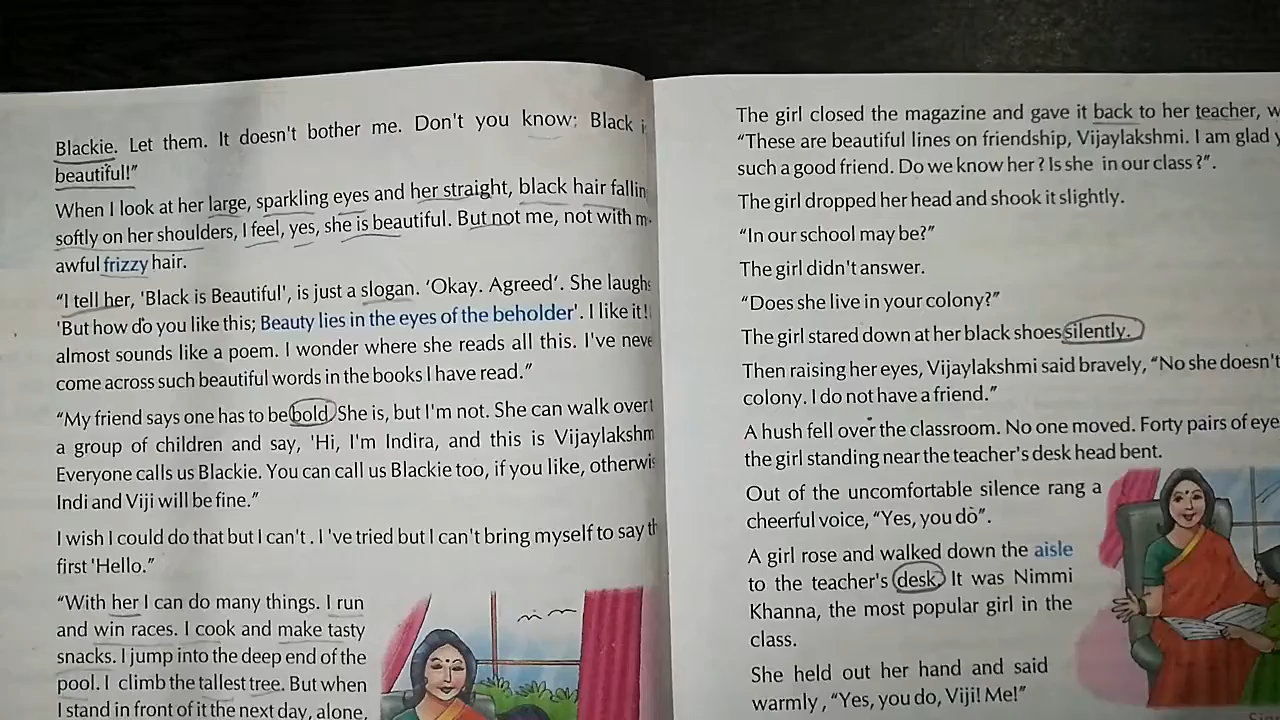 Blackie. Let them. It doesn't bother me. Don't you know; Black
beautiful!"
When I look at her large, sparkling eyes and her straight, black hair
softly on her shoulders, I feel, yes, she is beautiful. But not me, not with
awful frizzy hair.
"I tell her, 'Black is Beautiful', is just a slogan. 'Okay. Agreed'. She laughs
'But how do you like this; Beauty lies in the eyes of the beholder'. I like it!
almost sounds like a poem. I wonder where she reads all this. I've
come across such beautiful words in the books I have read."
"My friend says one has to be bold. She is, but I'm not. She can walk over
a group of children and say, 'Hi, I'm Indira, and this is
Everyone calls us Blackie. You can call us Blackie too, if you like,
Indi and Viji will be fine."
I wish I could do that but I can't . I 've tried but I can't bring myself to say
first 'Hello."
"With her I can do many things. I run
and win races. I cook and make tasty
snacks. I jump into the deep end of the
pool. I climb the tallest tree. But when
I stand in front of it the next day, alone,
The girl closed the magazine and gave it back to her teacher,
"These are beautiful lines on friendship, Vijaylakshmi. I am glad
such a good friend. Do we know her ? Is she in our class ?".
The girl dropped her head and shook it slightly.
"In our school may be?"
The girl didn't answer.
"Does she live in your colony?"
The girl stared down at her black shoes silently.
Then raising her eyes, Vijaylakshmi said bravely, "No she doesn't
colony. I do not have a friend."
A hush fell over the classroom. No one moved. Forty pairs of
the girl standing near the teacher's desk head bent.
Out of the uncomfortable silence rang a
cheerful voice, "Yes, you do".
A girl rose and walked down the aisle
to the teacher's desk. It was Nimmi
Khanna, the most popular girl in the
class.
She held out her hand and said
warmly , "Yes, you do, Viji! Me!"